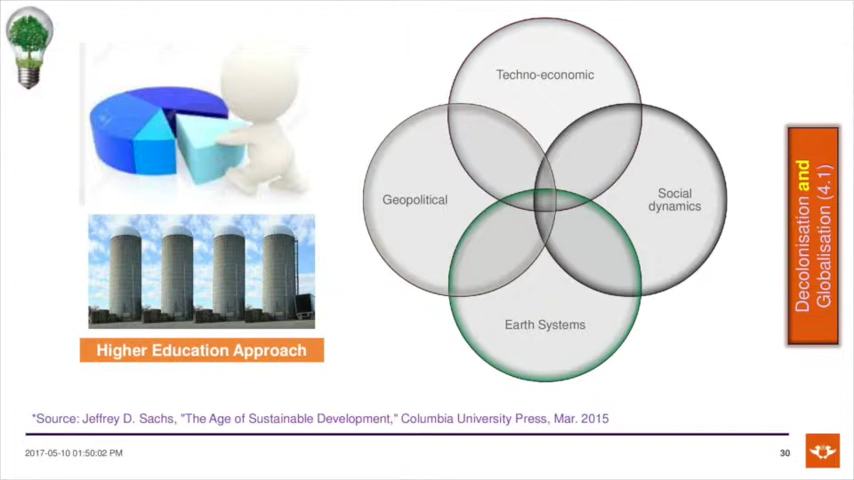 Techno-economic
Geopolitical
Social
dynamics
Earth Systems
Decolonisation and
Globalisation (4.1)
Higher Education Approach
*Source: Jeffrey D. Sachs, "The Age of Sustainable Development," Columbia University Press, Mar. 2015
2017-05-10 01:50:02 PM
30